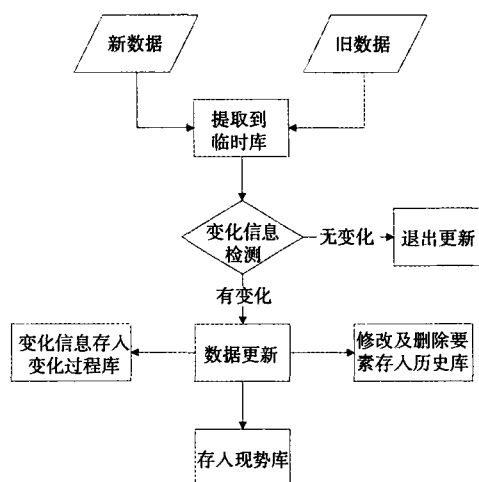 新数据
旧数据
提取到
临时库
变化信息
检测
无变化
退出更新
有变化
变化信息存入
变化过程库
数据更新
修改及删除要
素存入历史库
存入现势库